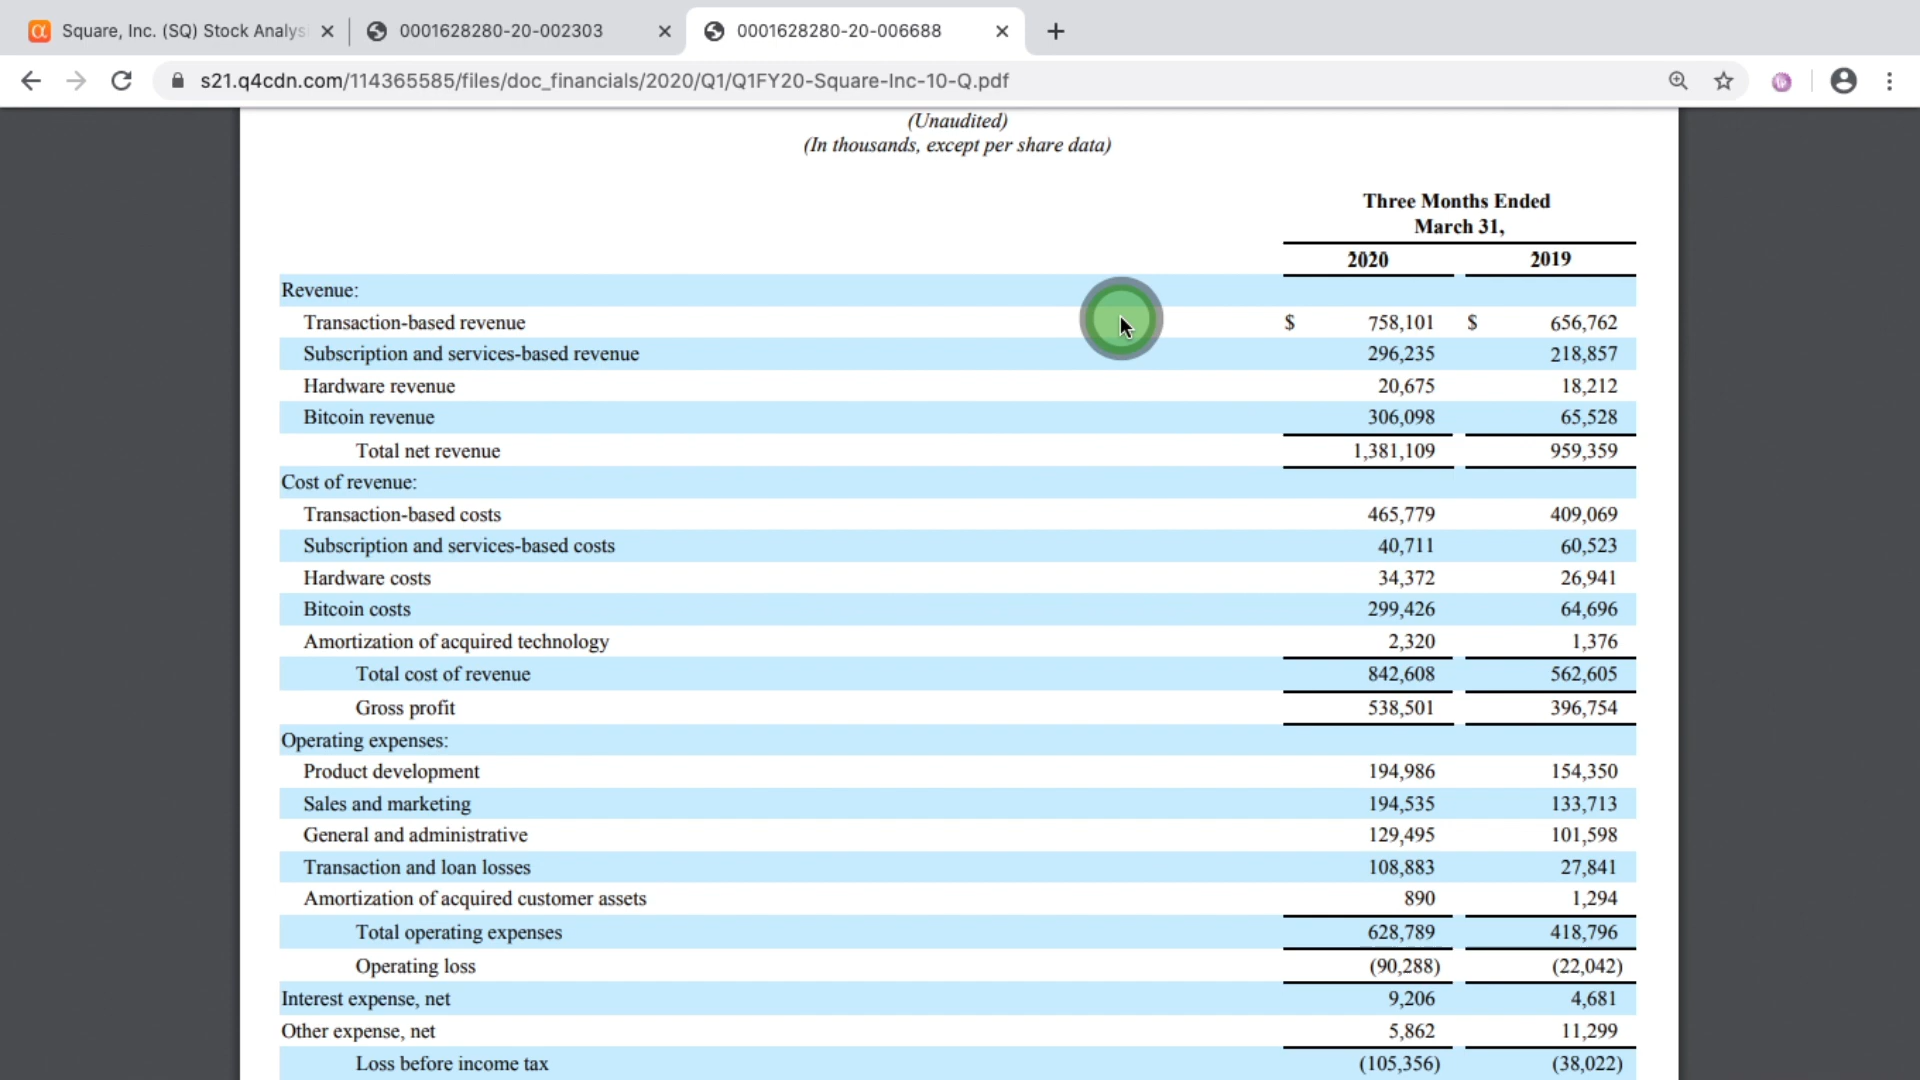 Square, Inc. (SQ) Stock Analys
0001628280-20-002303
0001628280-20-006688
s21.q4cdn.com/114365585/files/doc_financials/2020/Q1/Q1FY20-Square-Inc-10-Q.pdf
(Unaudited)
(In thousands, except per share data)
Three Months Ended
March 31,
2020 2019
Revenue:
Transaction-based revenue $ 758,101 $ 656,762
Subscription and services-based revenue 296,235 218,857
Hardware revenue 20,675 18,212
Bitcoin revenue 306,098 65,528
Total net revenue 1,381,109 959,359
Cost of revenue:
Transaction-based costs 465,779 409,069
Subscription and services-based costs 40,711 60,523
Hardware costs 34,372 26,941
Bitcoin costs 299,426 64,696
Amortization of acquired technology 2,320 1,376
Total cost of revenue 842,608 562,605
Gross profit 538,501 396,754
Operating expenses:
Product development 194,986 154,350
Sales and marketing 194,535 133,713
General and administrative 129,495 101,598
Transaction and loan losses 108,883 27,841
Amortization of acquired customer assets 890 1,294
Total operating expenses 628,789 418,796
Operating loss (90,288) (22,042)
Interest expense, net 9,206 4,681
Other expense, net 5,862 11,299
Loss before income tax (105,356) (38,022)